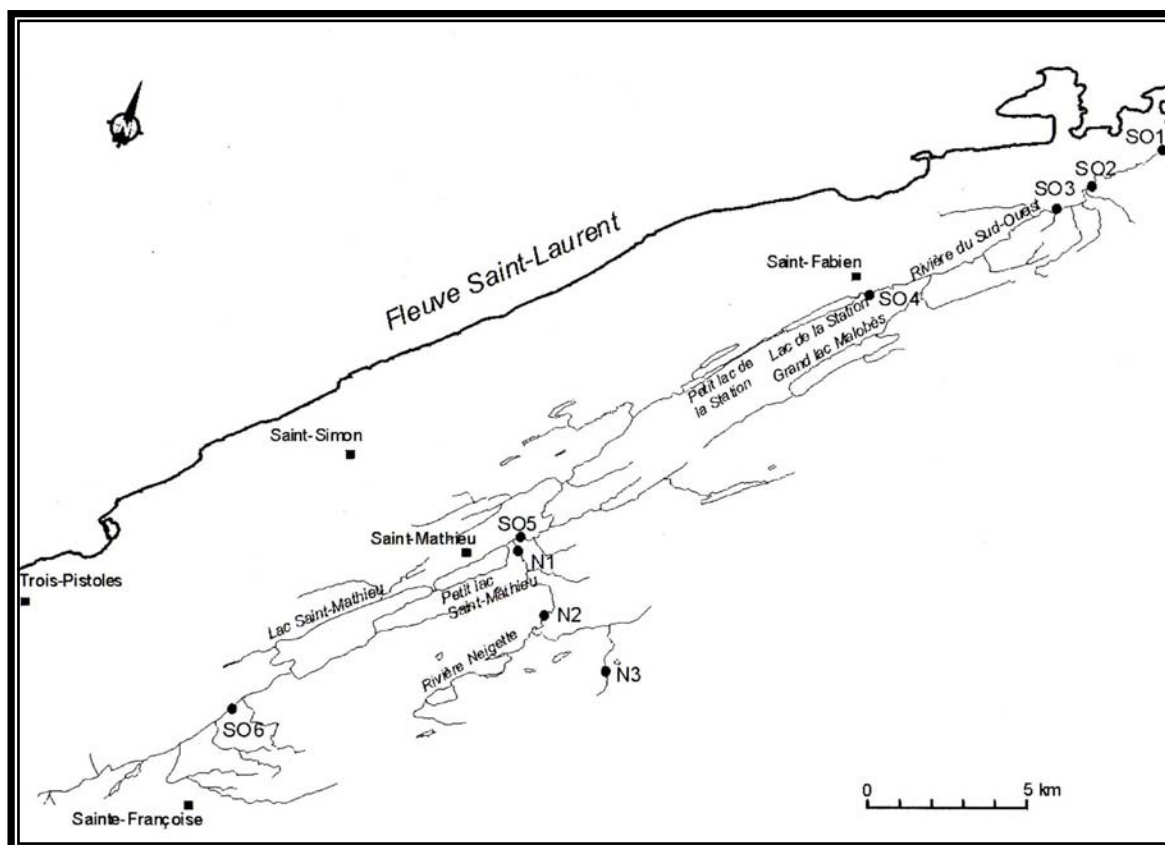 N
SO1
SO2
SO3
Rivière du Sud-Ouest
Saint-Fabien
Fleuve Saint-Laurent
SO4
Lac de la Station
Grand lac Malobès
Petit lac de
la Station
Saint-Simon
SO5
Saint-Mathieu
N1
Trois-Pistoles
Lac Saint-Mathieu
Petit lac
Saint-Mathieu
N2
Rivière Neigette
N3
SO6
Sainte-Françoise
0
5 km